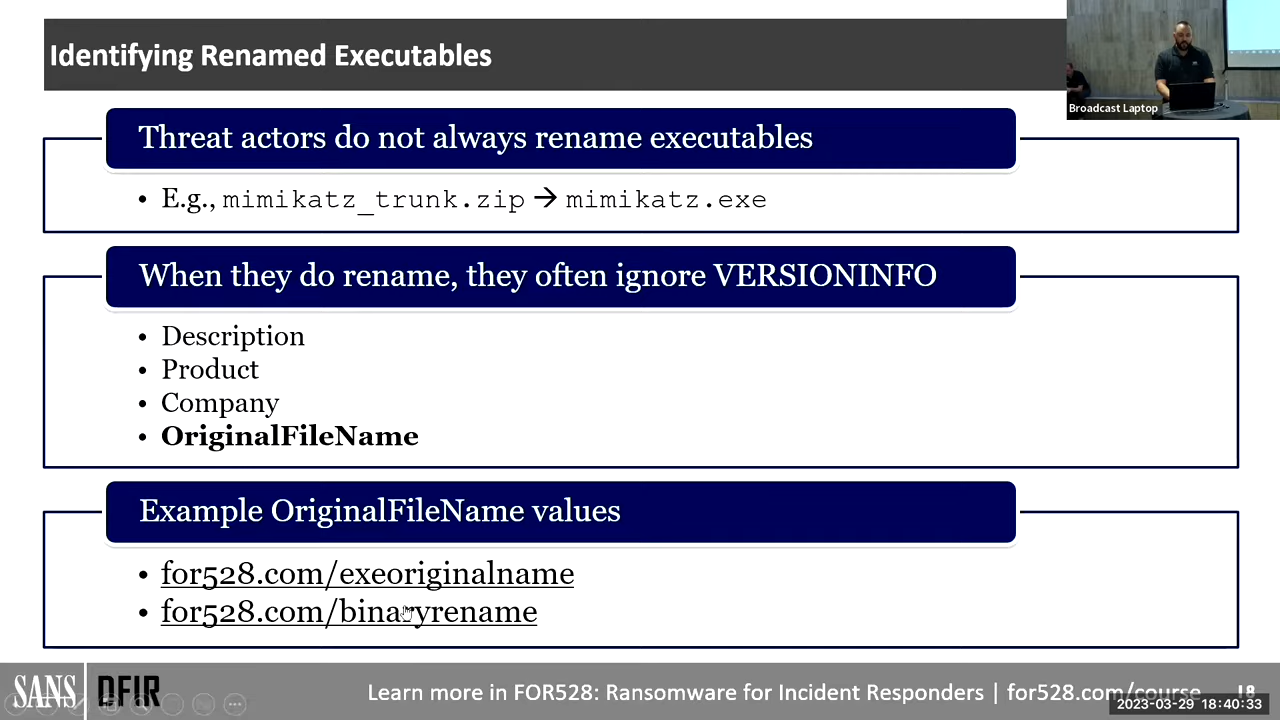 Identifying Renamed Executables
Broadcast Laptop
Threat actors do not always rename executables
• E.g., mimikatz_trunk.zip → mimikatz.exe
When they do rename, they often ignore VERSIONINFO
• Description
• Product
• Company
• OriginalFileName
Example OriginalFileName values
• for528.com/exeoriginalname
• for528.com/binaryrename
SANS DFIR
Learn more in FOR528: Ransomware for Incident Responders | for528.com/course
18
2023-03-29 18:40:33